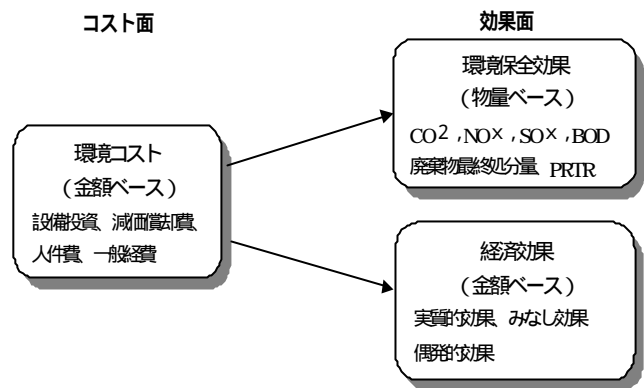 コスト面
効果面
環境コスト
（金額ベース）
設備投資、減価償却費、
人件費、一般経費
環境保全効果
（物量ベース）
CO2，NOx，SOx，BOD
廃棄物最終処分量、PRTR
経済効果
（金額ベース）
実質的効果、みなし効果
偶発的効果